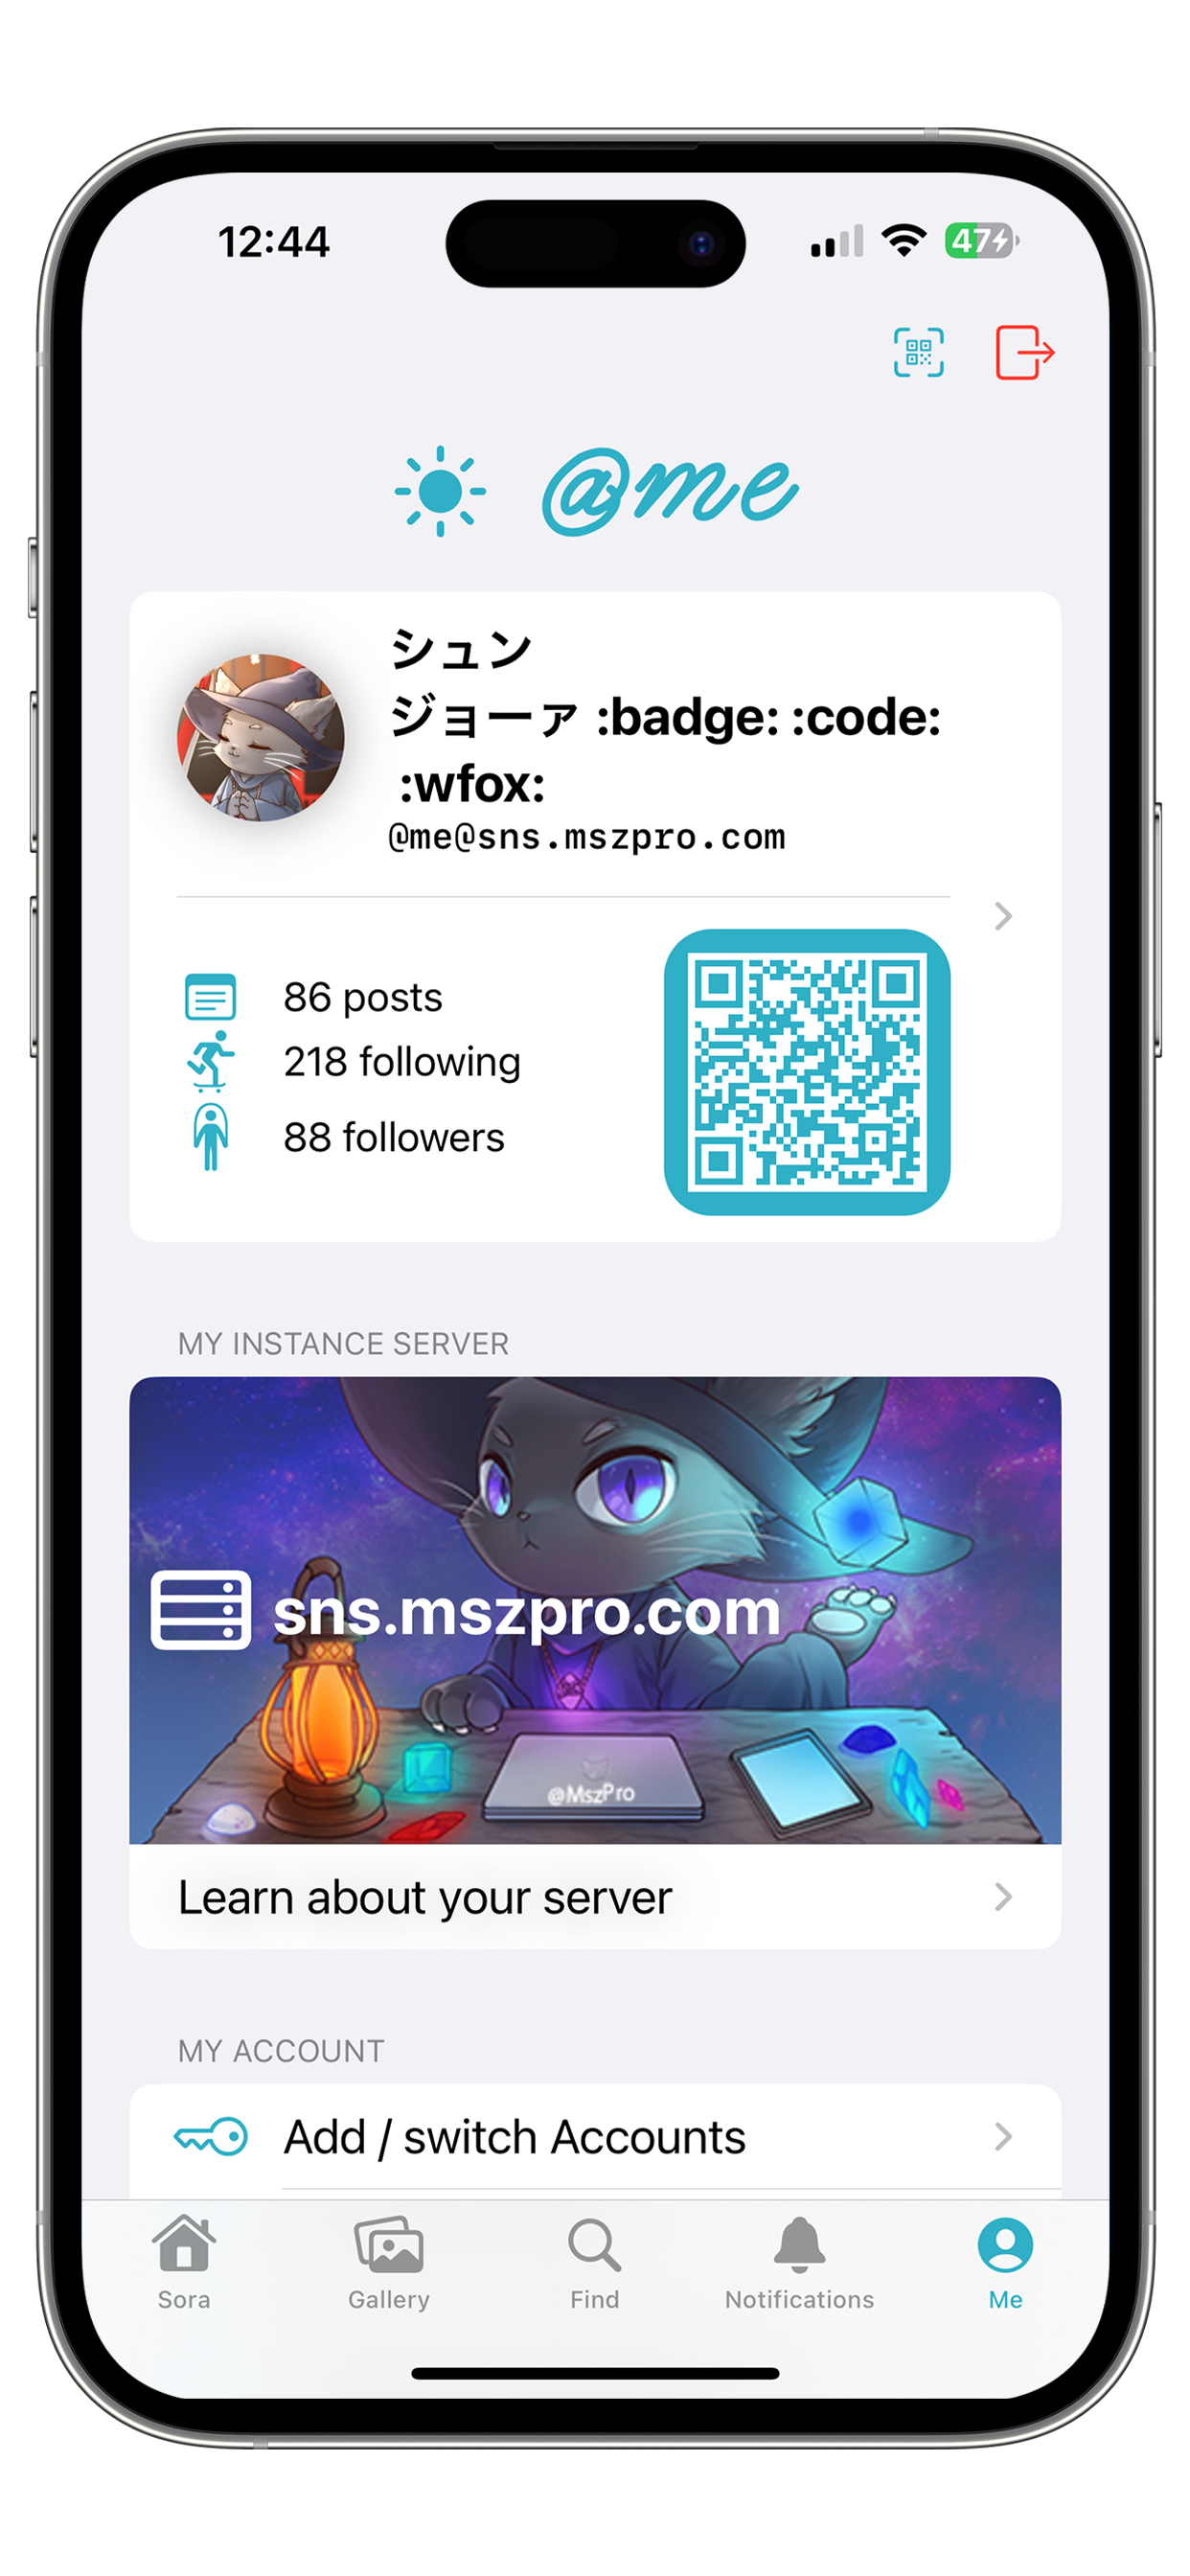 12:44
47
@me
シュン
ジョーァ :badge: :code:
:wfox:
@me@sns.mszpro.com
86 posts
218 following
88 followers
MY INSTANCE SERVER
sns.mszpro.com
@MszPro
Learn about your server
MY ACCOUNT
Add / switch Accounts
Sora
Gallery
Find
Notifications
Me